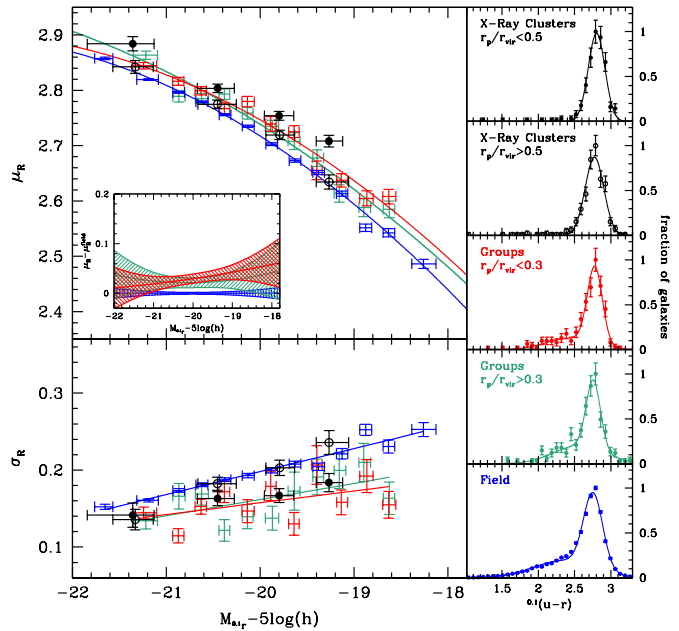 2.9
2.8
2.7
2.6
2.5
2.4
μR
0.2
0.1
0
μR−μR^field
−22 −21 −20 −19 −18
M0.1r−5log(h)
0.3
0.2
0.1
σR
−22 −21 −20 −19 −18
M0.1r−5log(h)
X-Ray Clusters
rp/rvir<0.5
1
0.5
0
X-Ray Clusters
rp/rvir>0.5
1
0.5
0
Groups
rp/rvir<0.3
1
0.5
0
Groups
rp/rvir>0.3
1
0.5
0
Field
1
0.5
0
fraction of galaxies
1.5 2 2.5 3
0.1(u−r)